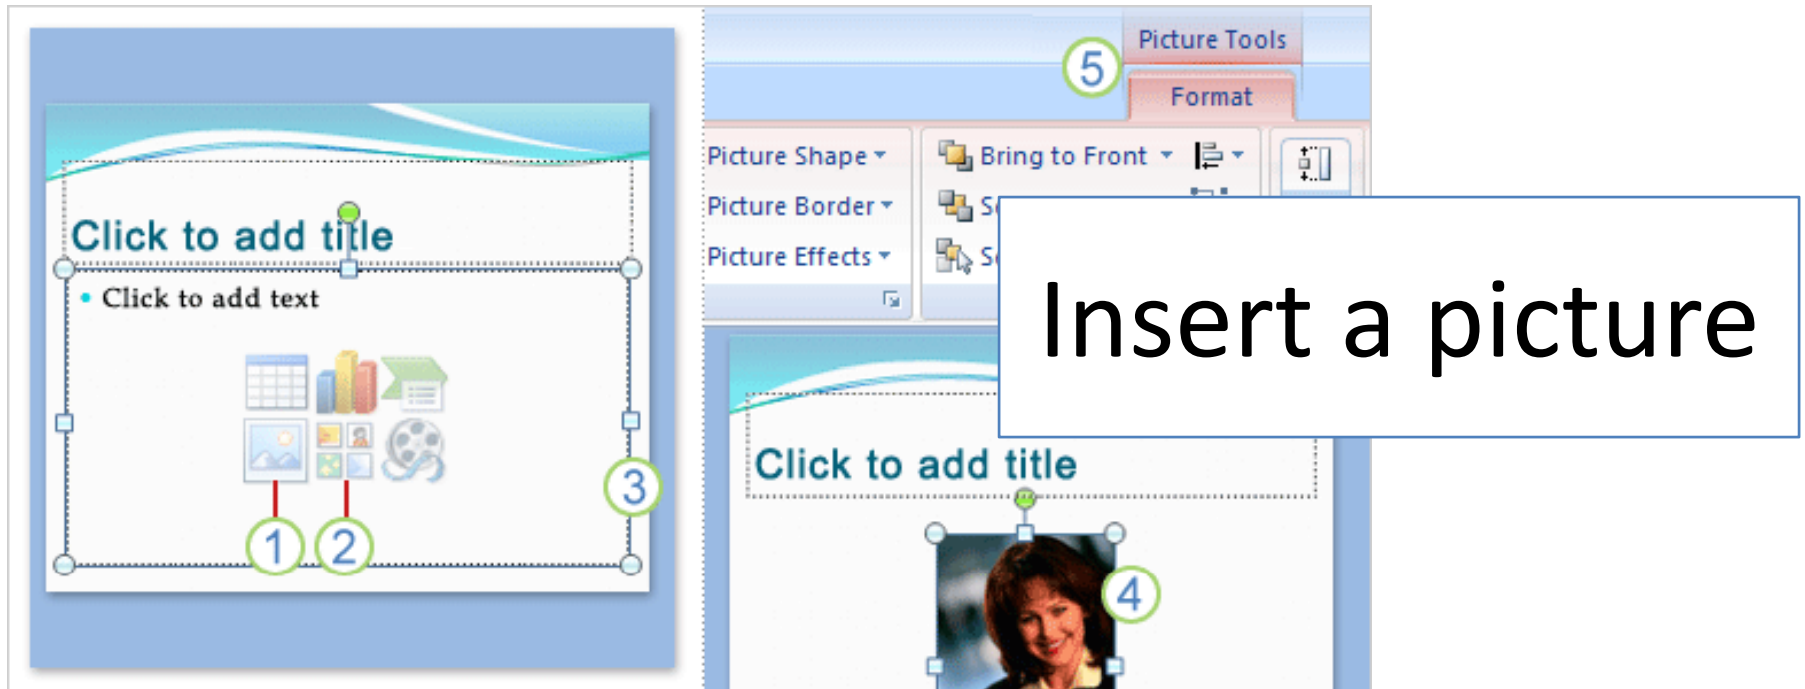 Click to add title
• Click to add text
1
2
3
Picture Tools
5
Format
Picture Shape
Bring to Front
Picture Border
Picture Effects
Insert a picture
Click to add title
4